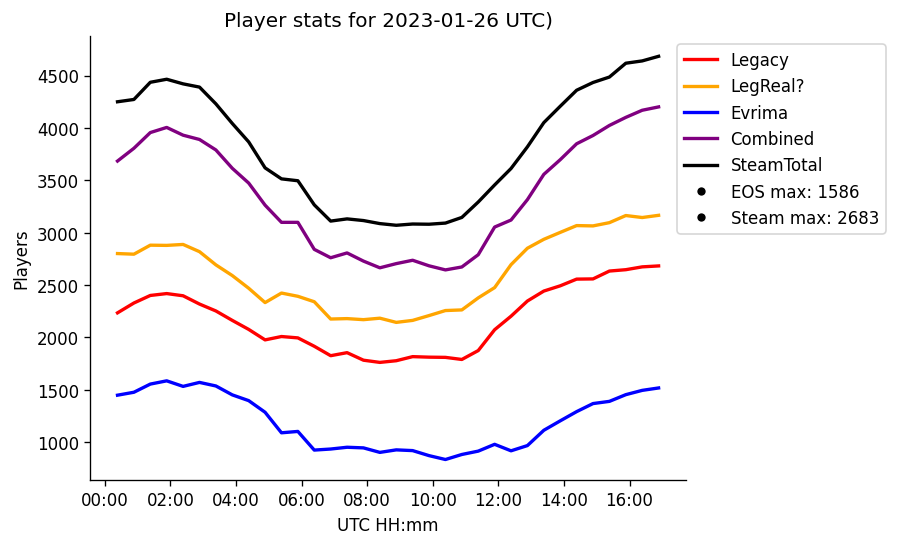 Player stats for 2023-01-26 UTC)
Players
4500
4000
3500
3000
2500
2000
1500
1000
00:00 02:00 04:00 06:00 08:00 10:00 12:00 14:00 16:00
UTC HH:mm
Legacy
LegReal?
Evrima
Combined
SteamTotal
EOS max: 1586
Steam max: 2683